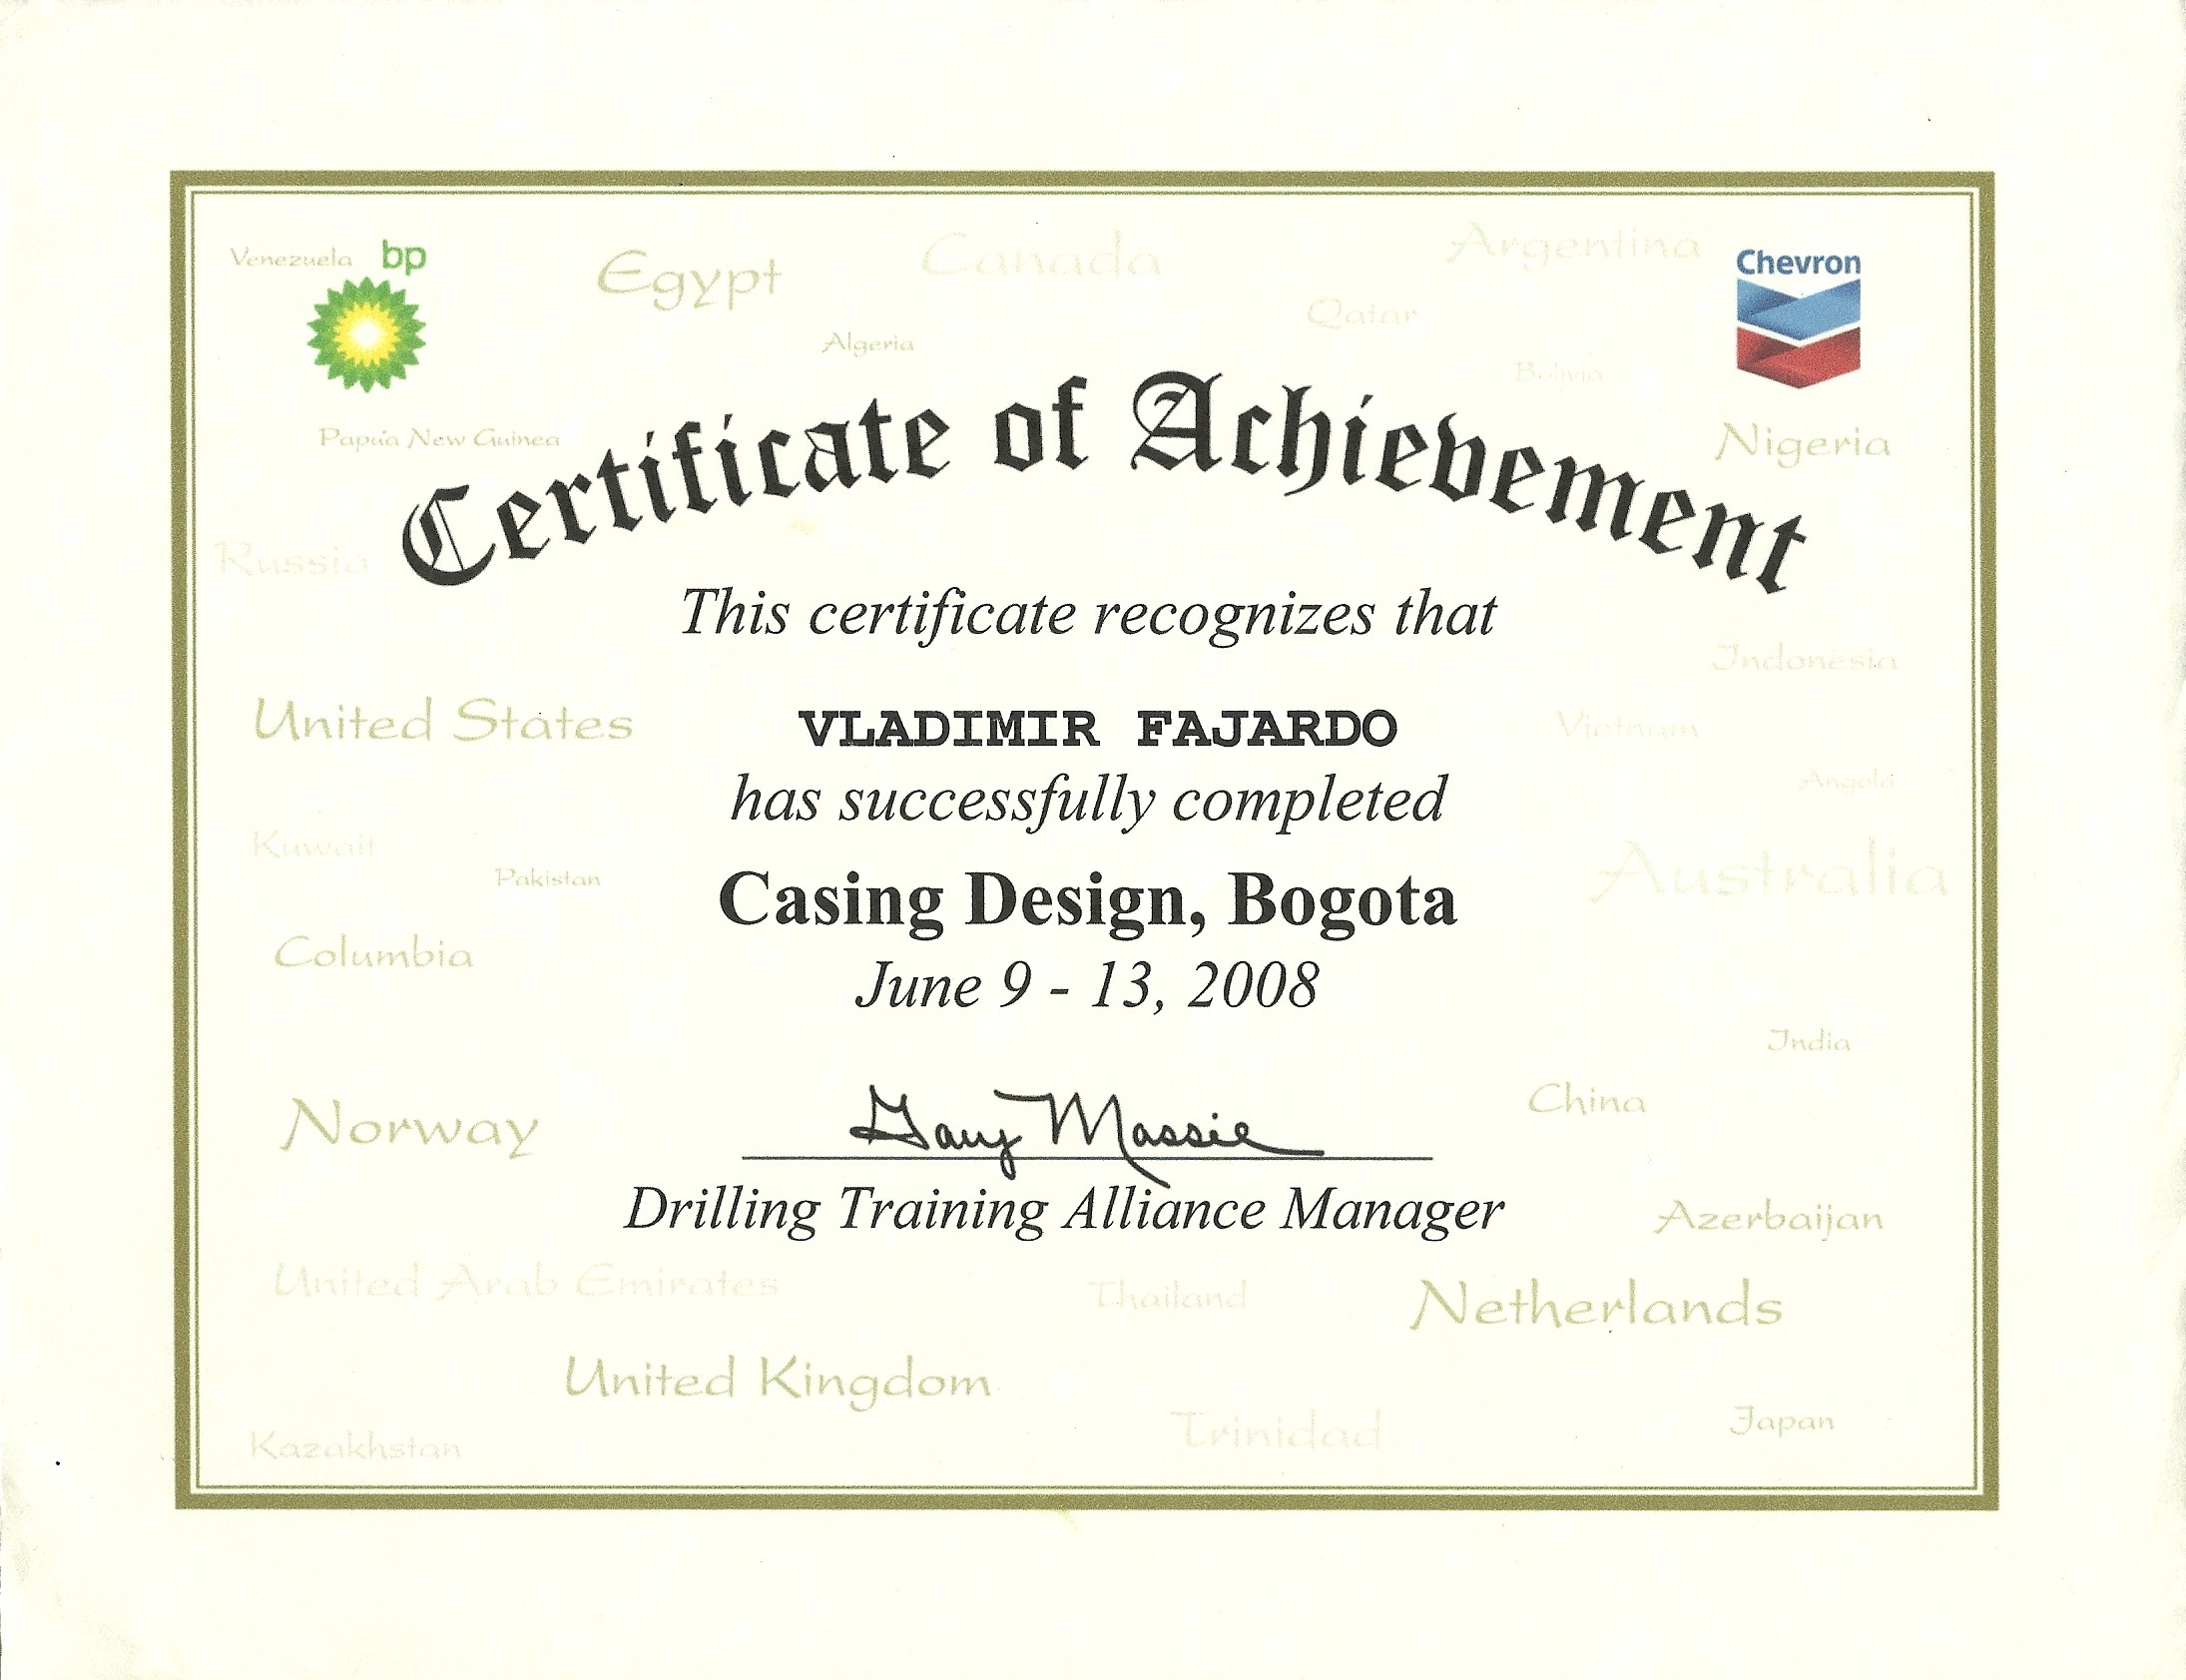 Venezuela bp Egypt Canada Argentina Chevron
Qatar
Algeria
Bolivia
Papua New Guinea Nigeria
Certificate of Achievement
Russia
This certificate recognizes that
Indonesia
United States VLADIMIR FAJARDO Vietnam
Angola
has successfully completed
Kuwait
Pakistan Casing Design, Bogota Australia
Columbia
June 9 - 13, 2008
India
China
Norway Gary Massie
Drilling Training Alliance Manager Azerbaijan
United Arab Emirates Thailand Netherlands
United Kingdom
Trinidad Japan
Kazakhstan